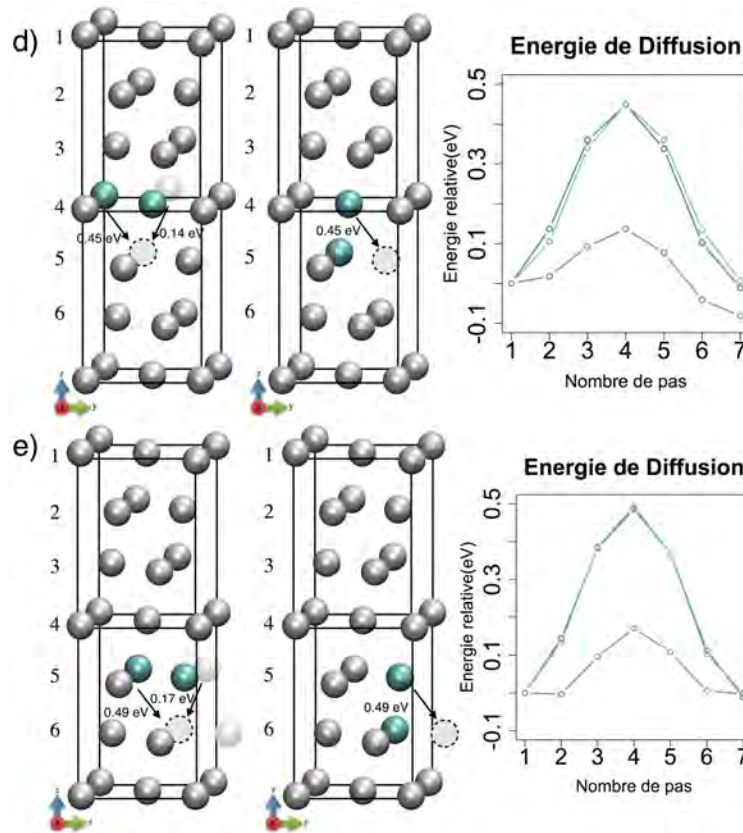 d)
1
2
3
4
5
6
0.45 eV
0.14 eV
z
y
1
2
3
4
5
6
0.45 eV
z
y
Energie de Diffusion
Energie relative(eV)
0.5
0.3
0.1
-0.1
1 2 3 4 5 6 7
Nombre de pas
e)
1
2
3
4
5
6
0.49 eV
0.17 eV
z
y
1
2
3
4
5
6
0.49 eV
y
Energie de Diffusion
Energie relative(eV)
0.5
0.3
0.1
-0.1
1 2 3 4 5 6 7
Nombre de pas